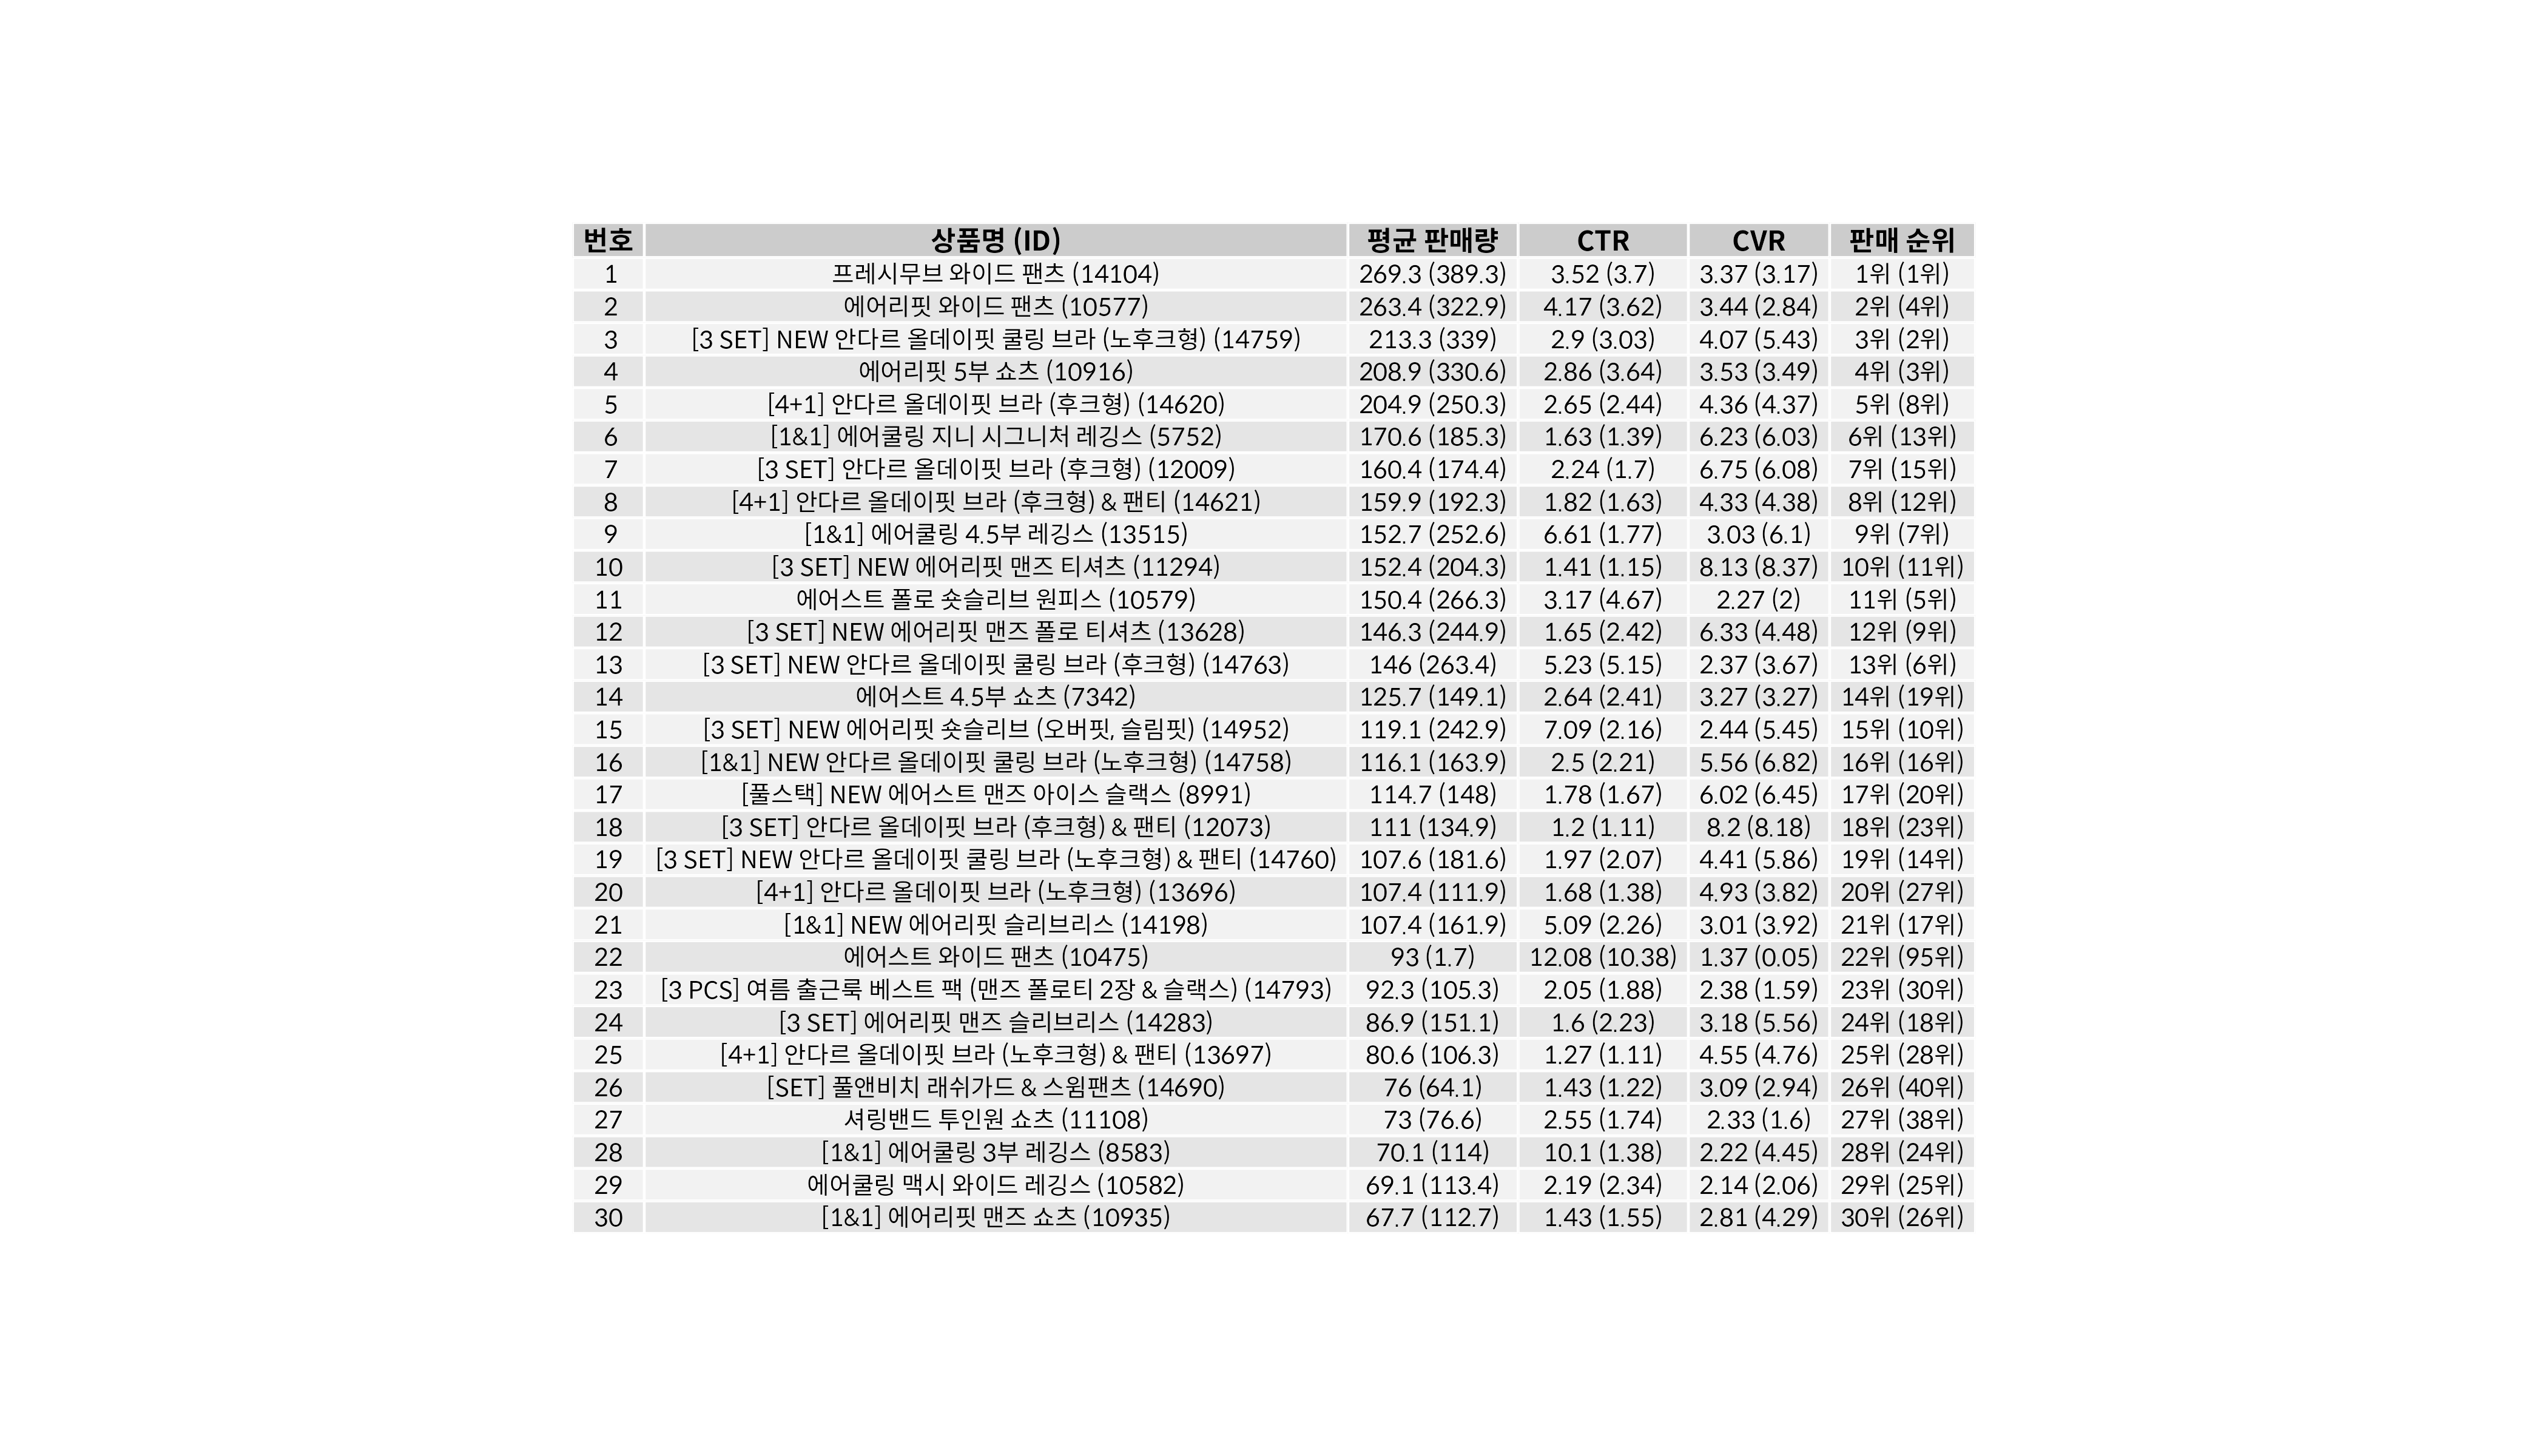 번호 상품명 (ID) 평균 판매량 CTR CVR 판매 순위
1 프레시무브 와이드 팬츠 (14104) 269.3 (389.3) 3.52 (3.7) 3.37 (3.17) 1위 (1위)
2 에어리핏 와이드 팬츠 (10577) 263.4 (322.9) 4.17 (3.62) 3.44 (2.84) 2위 (4위)
3 [3 SET] NEW 안다르 올데이핏 쿨링 브라 (노후크형) (14759) 213.3 (339) 2.9 (3.03) 4.07 (5.43) 3위 (2위)
4 에어리핏 5부 쇼츠 (10916) 208.9 (330.6) 2.86 (3.64) 3.53 (3.49) 4위 (3위)
5 [4+1] 안다르 올데이핏 브라 (후크형) (14620) 204.9 (250.3) 2.65 (2.44) 4.36 (4.37) 5위 (8위)
6 [1&1] 에어쿨링 지니 시그니처 레깅스 (5752) 170.6 (185.3) 1.63 (1.39) 6.23 (6.03) 6위 (13위)
7 [3 SET] 안다르 올데이핏 브라 (후크형) (12009) 160.4 (174.4) 2.24 (1.7) 6.75 (6.08) 7위 (15위)
8 [4+1] 안다르 올데이핏 브라 (후크형) & 팬티 (14621) 159.9 (192.3) 1.82 (1.63) 4.33 (4.38) 8위 (12위)
9 [1&1] 에어쿨링 4.5부 레깅스 (13515) 152.7 (252.6) 6.61 (1.77) 3.03 (6.1) 9위 (7위)
10 [3 SET] NEW 에어리핏 맨즈 티셔츠 (11294) 152.4 (204.3) 1.41 (1.15) 8.13 (8.37) 10위 (11위)
11 에어스트 폴로 숏슬리브 원피스 (10579) 150.4 (266.3) 3.17 (4.67) 2.27 (2) 11위 (5위)
12 [3 SET] NEW 에어리핏 맨즈 폴로 티셔츠 (13628) 146.3 (244.9) 1.65 (2.42) 6.33 (4.48) 12위 (9위)
13 [3 SET] NEW 안다르 올데이핏 쿨링 브라 (후크형) (14763) 146 (263.4) 5.23 (5.15) 2.37 (3.67) 13위 (6위)
14 에어스트 4.5부 쇼츠 (7342) 125.7 (149.1) 2.64 (2.41) 3.27 (3.27) 14위 (19위)
15 [3 SET] NEW 에어리핏 숏슬리브 (오버핏, 슬림핏) (14952) 119.1 (242.9) 7.09 (2.16) 2.44 (5.45) 15위 (10위)
16 [1&1] NEW 안다르 올데이핏 쿨링 브라 (노후크형) (14758) 116.1 (163.9) 2.5 (2.21) 5.56 (6.82) 16위 (16위)
17 [풀스택] NEW 에어스트 맨즈 아이스 슬랙스 (8991) 114.7 (148) 1.78 (1.67) 6.02 (6.45) 17위 (20위)
18 [3 SET] 안다르 올데이핏 브라 (후크형) & 팬티 (12073) 111 (134.9) 1.2 (1.11) 8.2 (8.18) 18위 (23위)
19 [3 SET] NEW 안다르 올데이핏 쿨링 브라 (노후크형) & 팬티 (14760) 107.6 (181.6) 1.97 (2.07) 4.41 (5.86) 19위 (14위)
20 [4+1] 안다르 올데이핏 브라 (노후크형) (13696) 107.4 (111.9) 1.68 (1.38) 4.93 (3.82) 20위 (27위)
21 [1&1] NEW 에어리핏 슬리브리스 (14198) 107.4 (161.9) 5.09 (2.26) 3.01 (3.92) 21위 (17위)
22 에어스트 와이드 팬츠 (10475) 93 (1.7) 12.08 (10.38) 1.37 (0.05) 22위 (95위)
23 [3 PCS] 여름 출근룩 베스트 팩 (맨즈 폴로티 2장 & 슬랙스) (14793) 92.3 (105.3) 2.05 (1.88) 2.38 (1.59) 23위 (30위)
24 [3 SET] 에어리핏 맨즈 슬리브리스 (14283) 86.9 (151.1) 1.6 (2.23) 3.18 (5.56) 24위 (18위)
25 [4+1] 안다르 올데이핏 브라 (노후크형) & 팬티 (13697) 80.6 (106.3) 1.27 (1.11) 4.55 (4.76) 25위 (28위)
26 [SET] 풀앤비치 래쉬가드 & 스윔팬츠 (14690) 76 (64.1) 1.43 (1.22) 3.09 (2.94) 26위 (40위)
27 셔링밴드 투인원 쇼츠 (11108) 73 (76.6) 2.55 (1.74) 2.33 (1.6) 27위 (38위)
28 [1&1] 에어쿨링 3부 레깅스 (8583) 70.1 (114) 10.1 (1.38) 2.22 (4.45) 28위 (24위)
29 에어쿨링 맥시 와이드 레깅스 (10582) 69.1 (113.4) 2.19 (2.34) 2.14 (2.06) 29위 (25위)
30 [1&1] 에어리핏 맨즈 쇼츠 (10935) 67.7 (112.7) 1.43 (1.55) 2.81 (4.29) 30위 (26위)